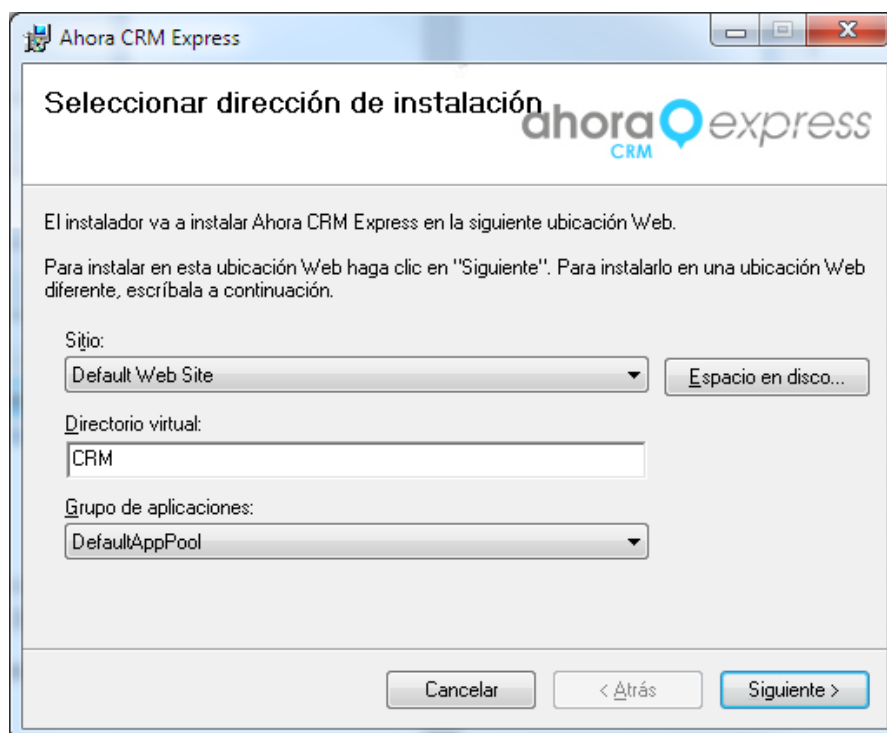 Ahora CRM Express
Seleccionar dirección de instalación
ahora express
CRM
El instalador va a instalar Ahora CRM Express en la siguiente ubicación Web.
Para instalar en esta ubicación Web haga clic en "Siguiente". Para instalarlo en una ubicación Web
diferente, escríbala a continuación.
Sitio:
Default Web Site
Espacio en disco...
Directorio virtual:
CRM
Grupo de aplicaciones:
DefaultAppPool
Cancelar
< Atrás
Siguiente >